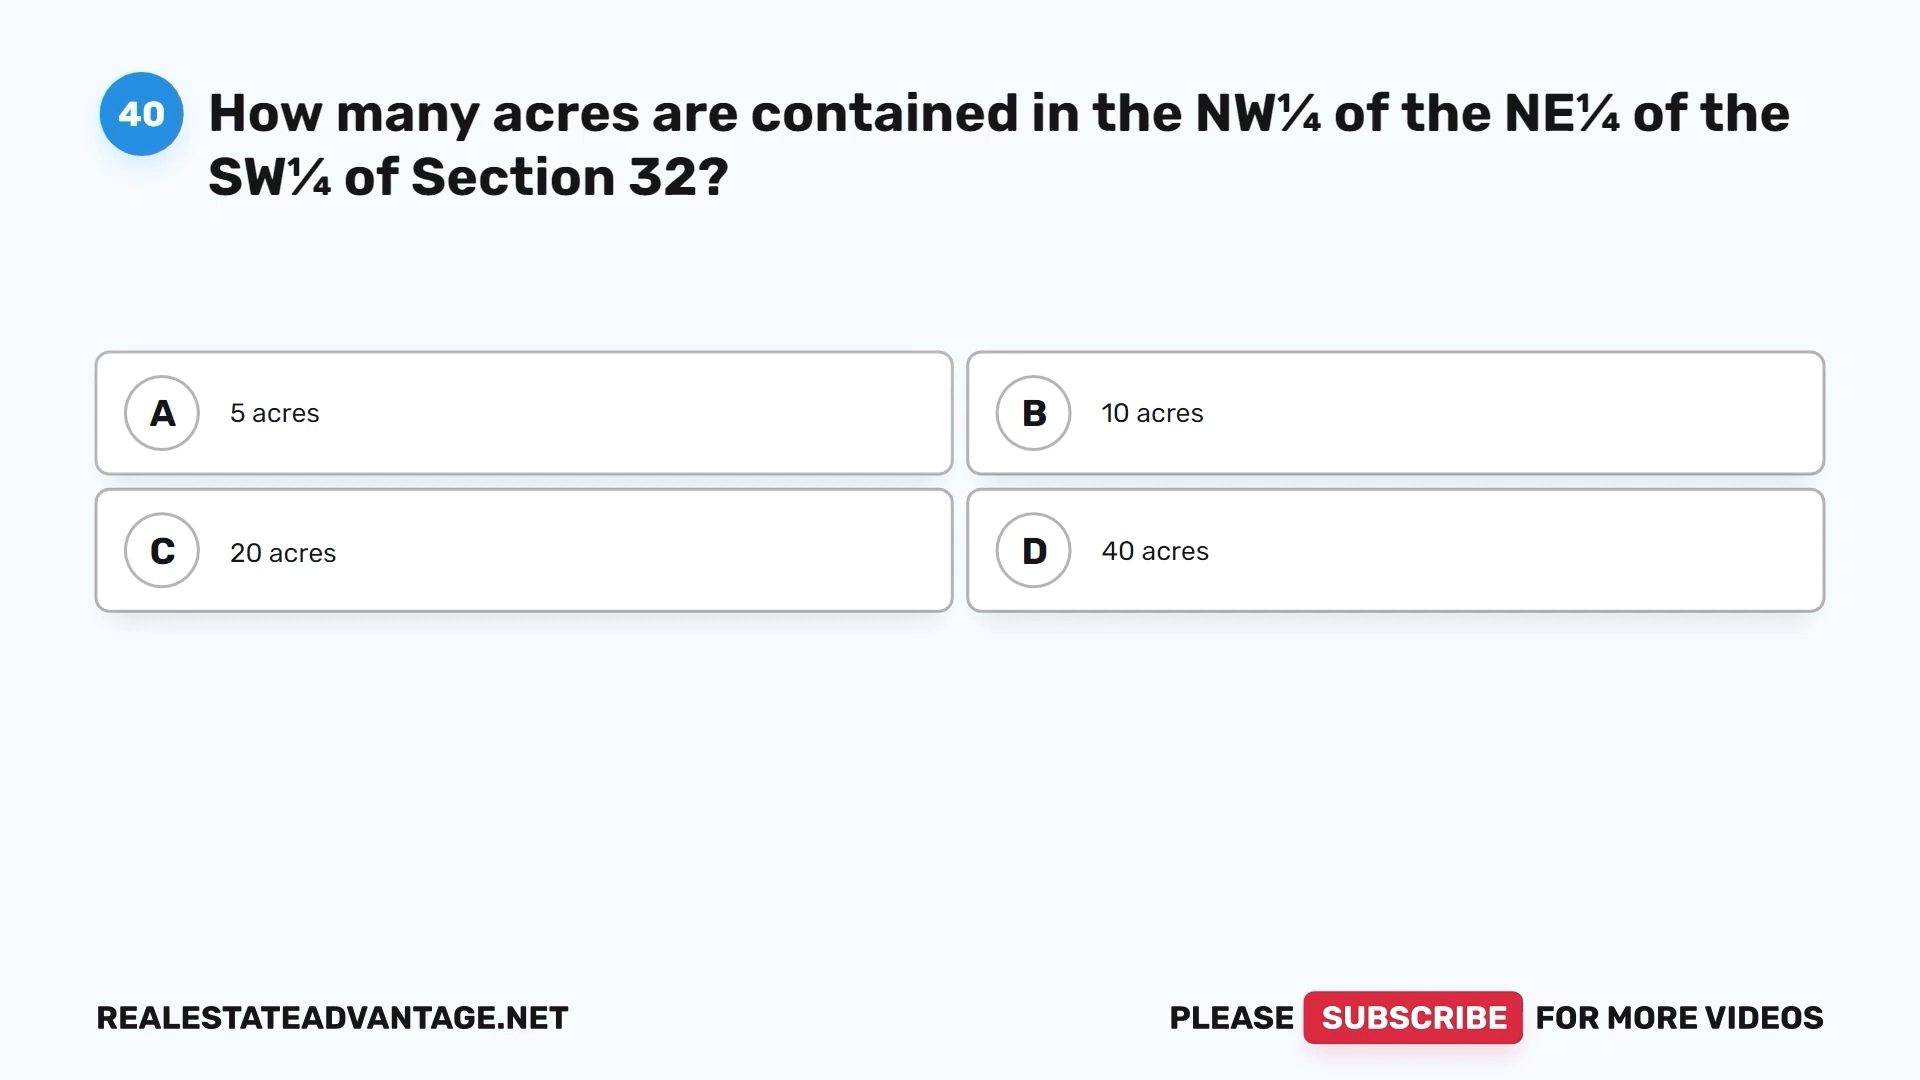 40
How many acres are contained in the NW¼ of the NE¼ of the
SW¼ of Section 32?
A 5 acres
B 10 acres
C 20 acres
D 40 acres
REALESTATEADVANTAGE.NET
PLEASE SUBSCRIBE FOR MORE VIDEOS